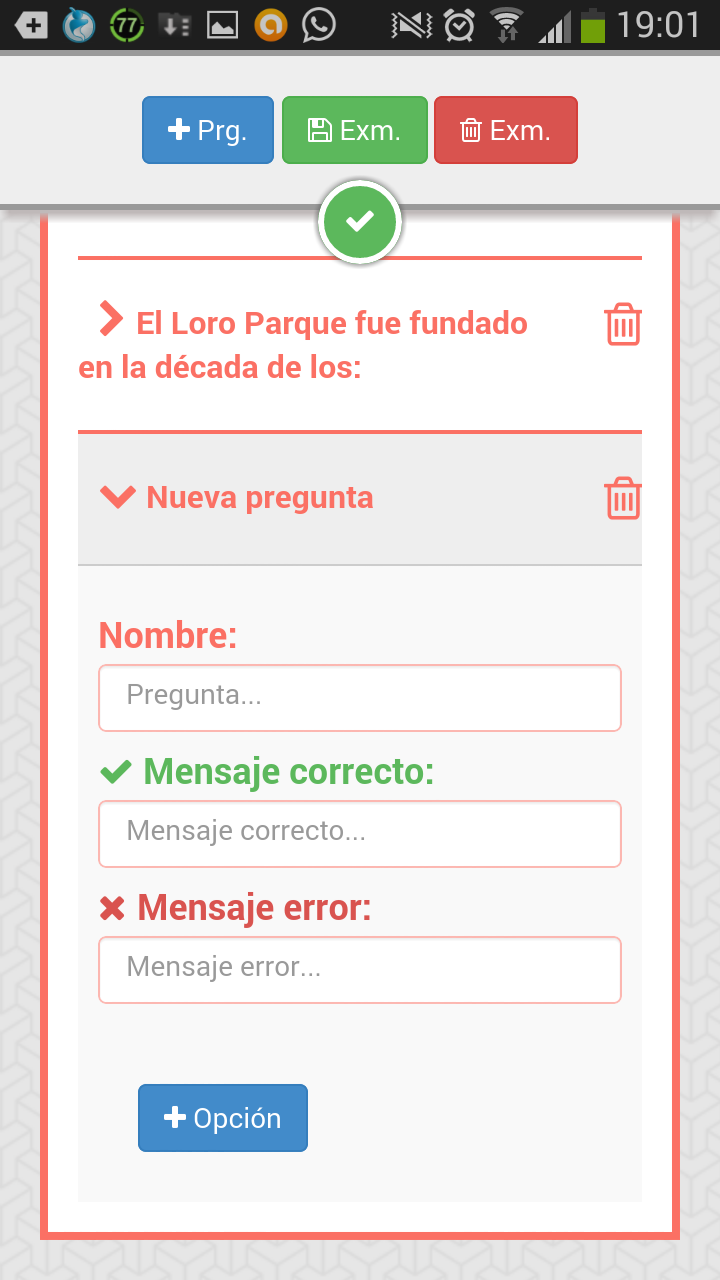 77
19:01
Prg.
Exm.
Exm.
El Loro Parque fue fundado
en la década de los:
Nueva pregunta
Nombre:
Pregunta...
Mensaje correcto:
Mensaje correcto...
Mensaje error:
Mensaje error...
Opción